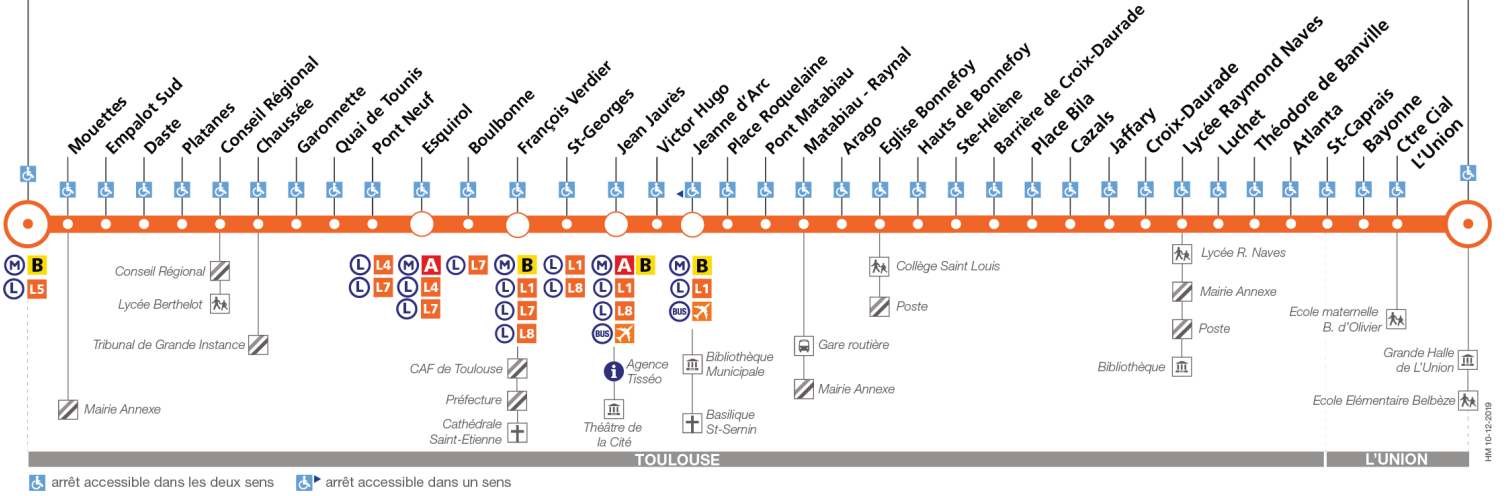 Mouettes
Empalot Sud
Daste
Platanes
Conseil Régional
Chaussée
Garonnette
Quai de Tounis
Pont Neuf
Esquirol
Boulbonne
François Verdier
St-Georges
Jean Jaurès
Victor Hugo
Jeanne d'Arc
Place Roquelaine
Pont Matabiau
Matabiau - Raynal
Arago
Eglise Bonnefoy
Hauts de Bonnefoy
Ste-Hélène
Barrière de Croix-Daurade
Place Bila
Cazals
Jaffary
Croix-Daurade
Lycée Raymond Naves
Luchet
Théodore de Banville
Atlanta
St-Caprais
Bayonne
Ctre Cial
L'Union
M B
L L5
Conseil Régional
Lycée Berthelot
Tribunal de Grande Instance
Mairie Annexe
L L4
L L7
M A
L L4
L L7
L L7
M B
L L1
L L7
L L8
CAF de Toulouse
Préfecture
Cathédrale
Saint-Etienne
L L1
L L8
M A B
L L1
L L8
BUS
Agence
Tisséo
Théâtre de
la Cité
M B
L L1
BUS
Bibliothèque
Municipale
Basilique
St-Sernin
Gare routière
Mairie Annexe
Collège Saint Louis
Poste
Lycée R. Naves
Mairie Annexe
Poste
Bibliothèque
Ecole maternelle
B. d'Olivier
Grande Halle
de L'Union
Ecole Elémentaire Belbèze
HM 10-12-2019
TOULOUSE
L'UNION
arrêt accessible dans les deux sens
arrêt accessible dans un sens